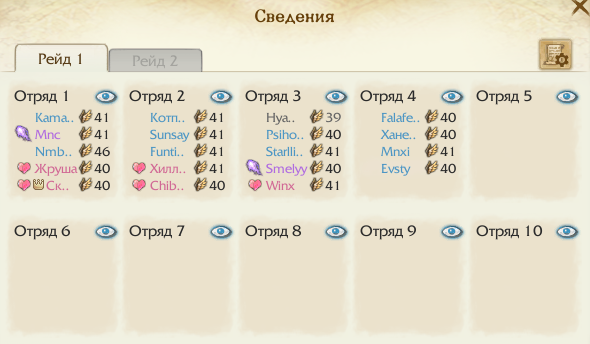 Сведения
Рейд 1
Рейд 2
Отряд 1
Kama.. 41
Mnc 41
Nmb.. 46
Жруша 40
Ск.. 40
Отряд 2
Котп.. 41
Sunsay 41
Funti.. 41
Хилл.. 41
Chib.. 40
Отряд 3
Hya.. 39
Psiho.. 40
Starlli.. 41
Smelyy 40
Winx 41
Отряд 4
Falafe.. 40
Хане.. 40
Mnxi 41
Evsty 40
Отряд 5
Отряд 6
Отряд 7
Отряд 8
Отряд 9
Отряд 10